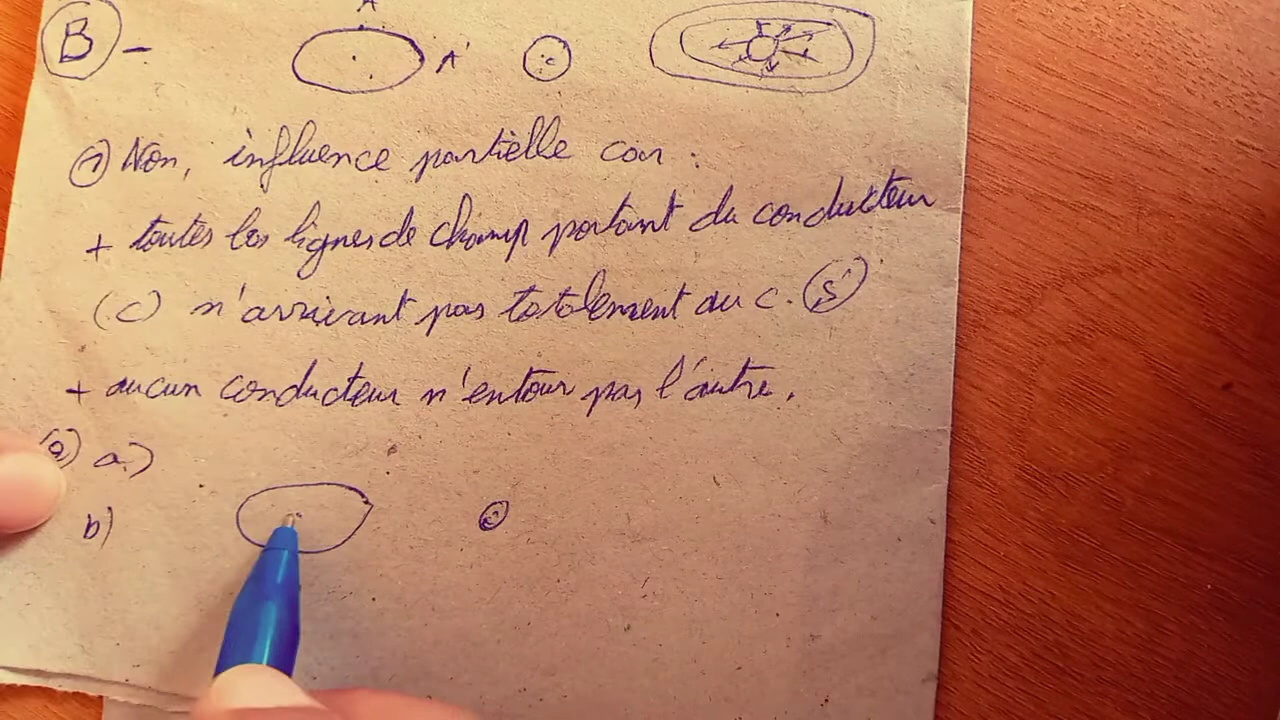 B -
A
A'
c
① Non, influence partielle car :
+ toutes les lignes de champ partant du conducteur
(C) n'arrivant pas totalement au c. (S')
+ aucun conducteur n'entour pas l'autre.
a)
b)